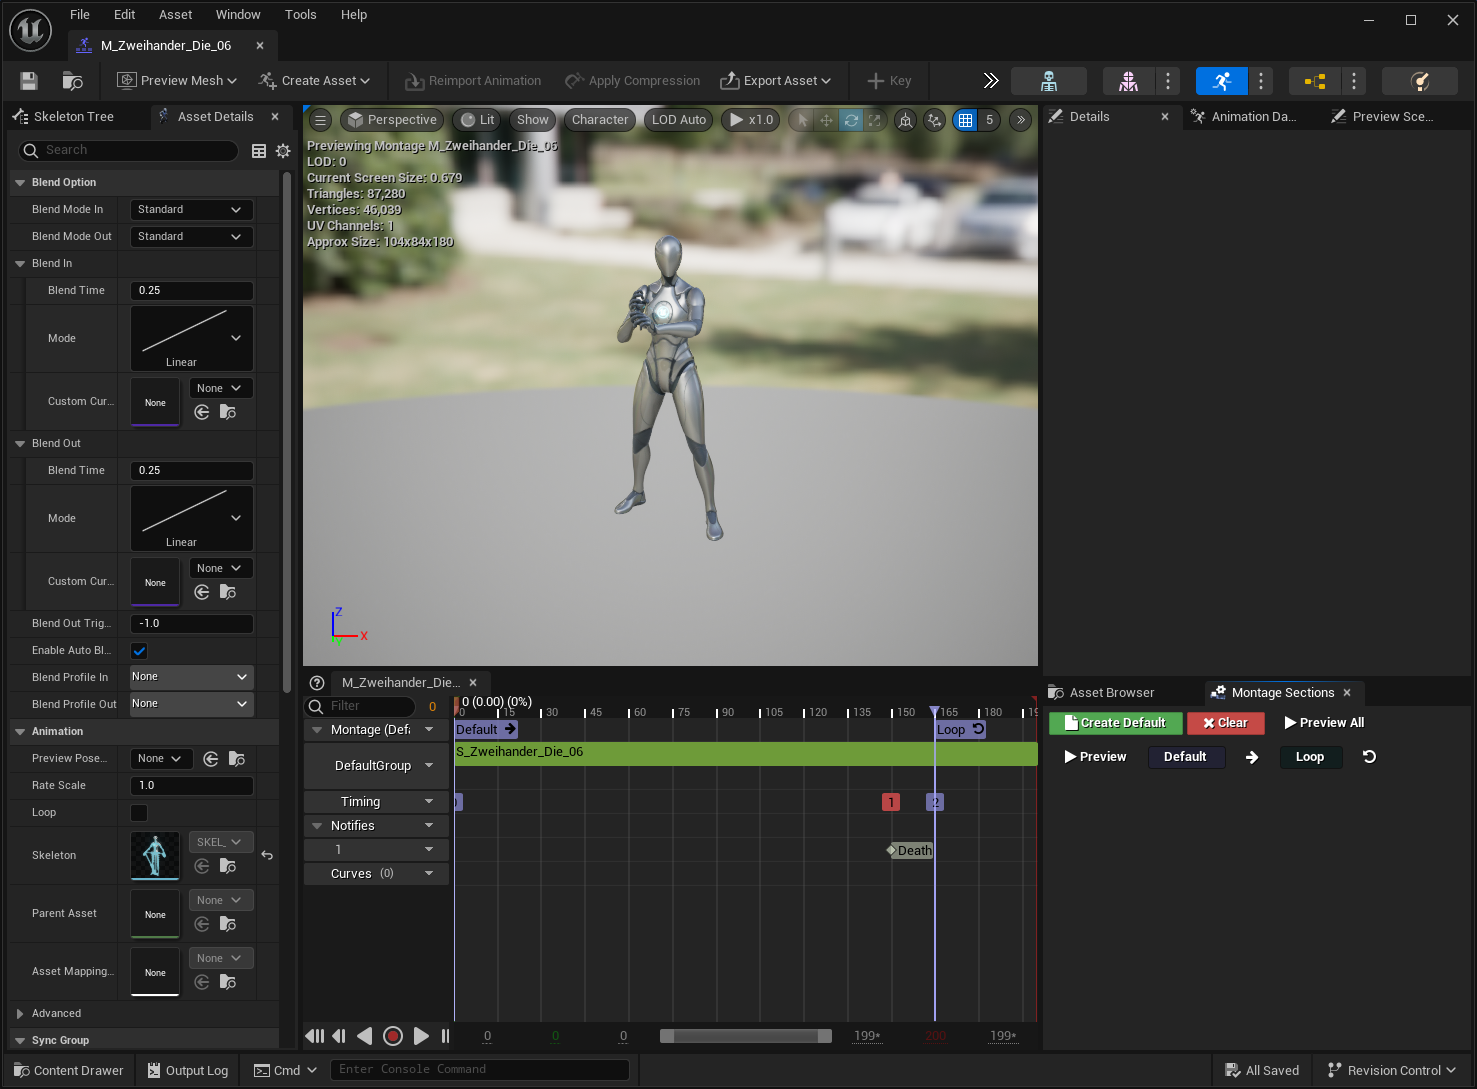 File Edit Asset Window Tools Help
M_Zweihander_Die_06
Preview Mesh Create Asset Reimport Animation Apply Compression Export Asset Key
Skeleton Tree Asset Details
Search
Blend Option
Blend Mode In Standard
Blend Mode Out Standard
Blend In
Blend Time 0.25
Mode Linear
Custom Cur... None None
Blend Out
Blend Time 0.25
Mode Linear
Custom Cur... None None
Blend Out Trig... -1.0
Enable Auto Bl...
Blend Profile In None
Blend Profile Out None
Animation
Preview Pose... None
Rate Scale 1.0
Loop
Skeleton SKEL_
Parent Asset None None
Asset Mapping... None None
Advanced
Sync Group
Perspective Lit Show Character LOD Auto x1.0 5
Previewing Montage M_Zweihander_Die_06
LOD: 0
Current Screen Size: 0.679
Triangles: 87,280
Vertices: 46,039
UV Channels: 1
Approx Size: 104x84x180
Z
X
M_Zweihander_Die...
Filter 0
0 (0.00) (0%)
0 15 30 45 60 75 90 105 120 135 150 165 180 19
Montage (Defa Default Loop
DefaultGroup S_Zweihander_Die_06
Timing 1 2
Notifies
1 Death
Curves (0)
0 0 0 199* 200 199*
Details Animation Da... Preview Sce...
Asset Browser Montage Sections
Create Default Clear Preview All
Preview Default Loop
Content Drawer Output Log Cmd Enter Console Command All Saved Revision Control